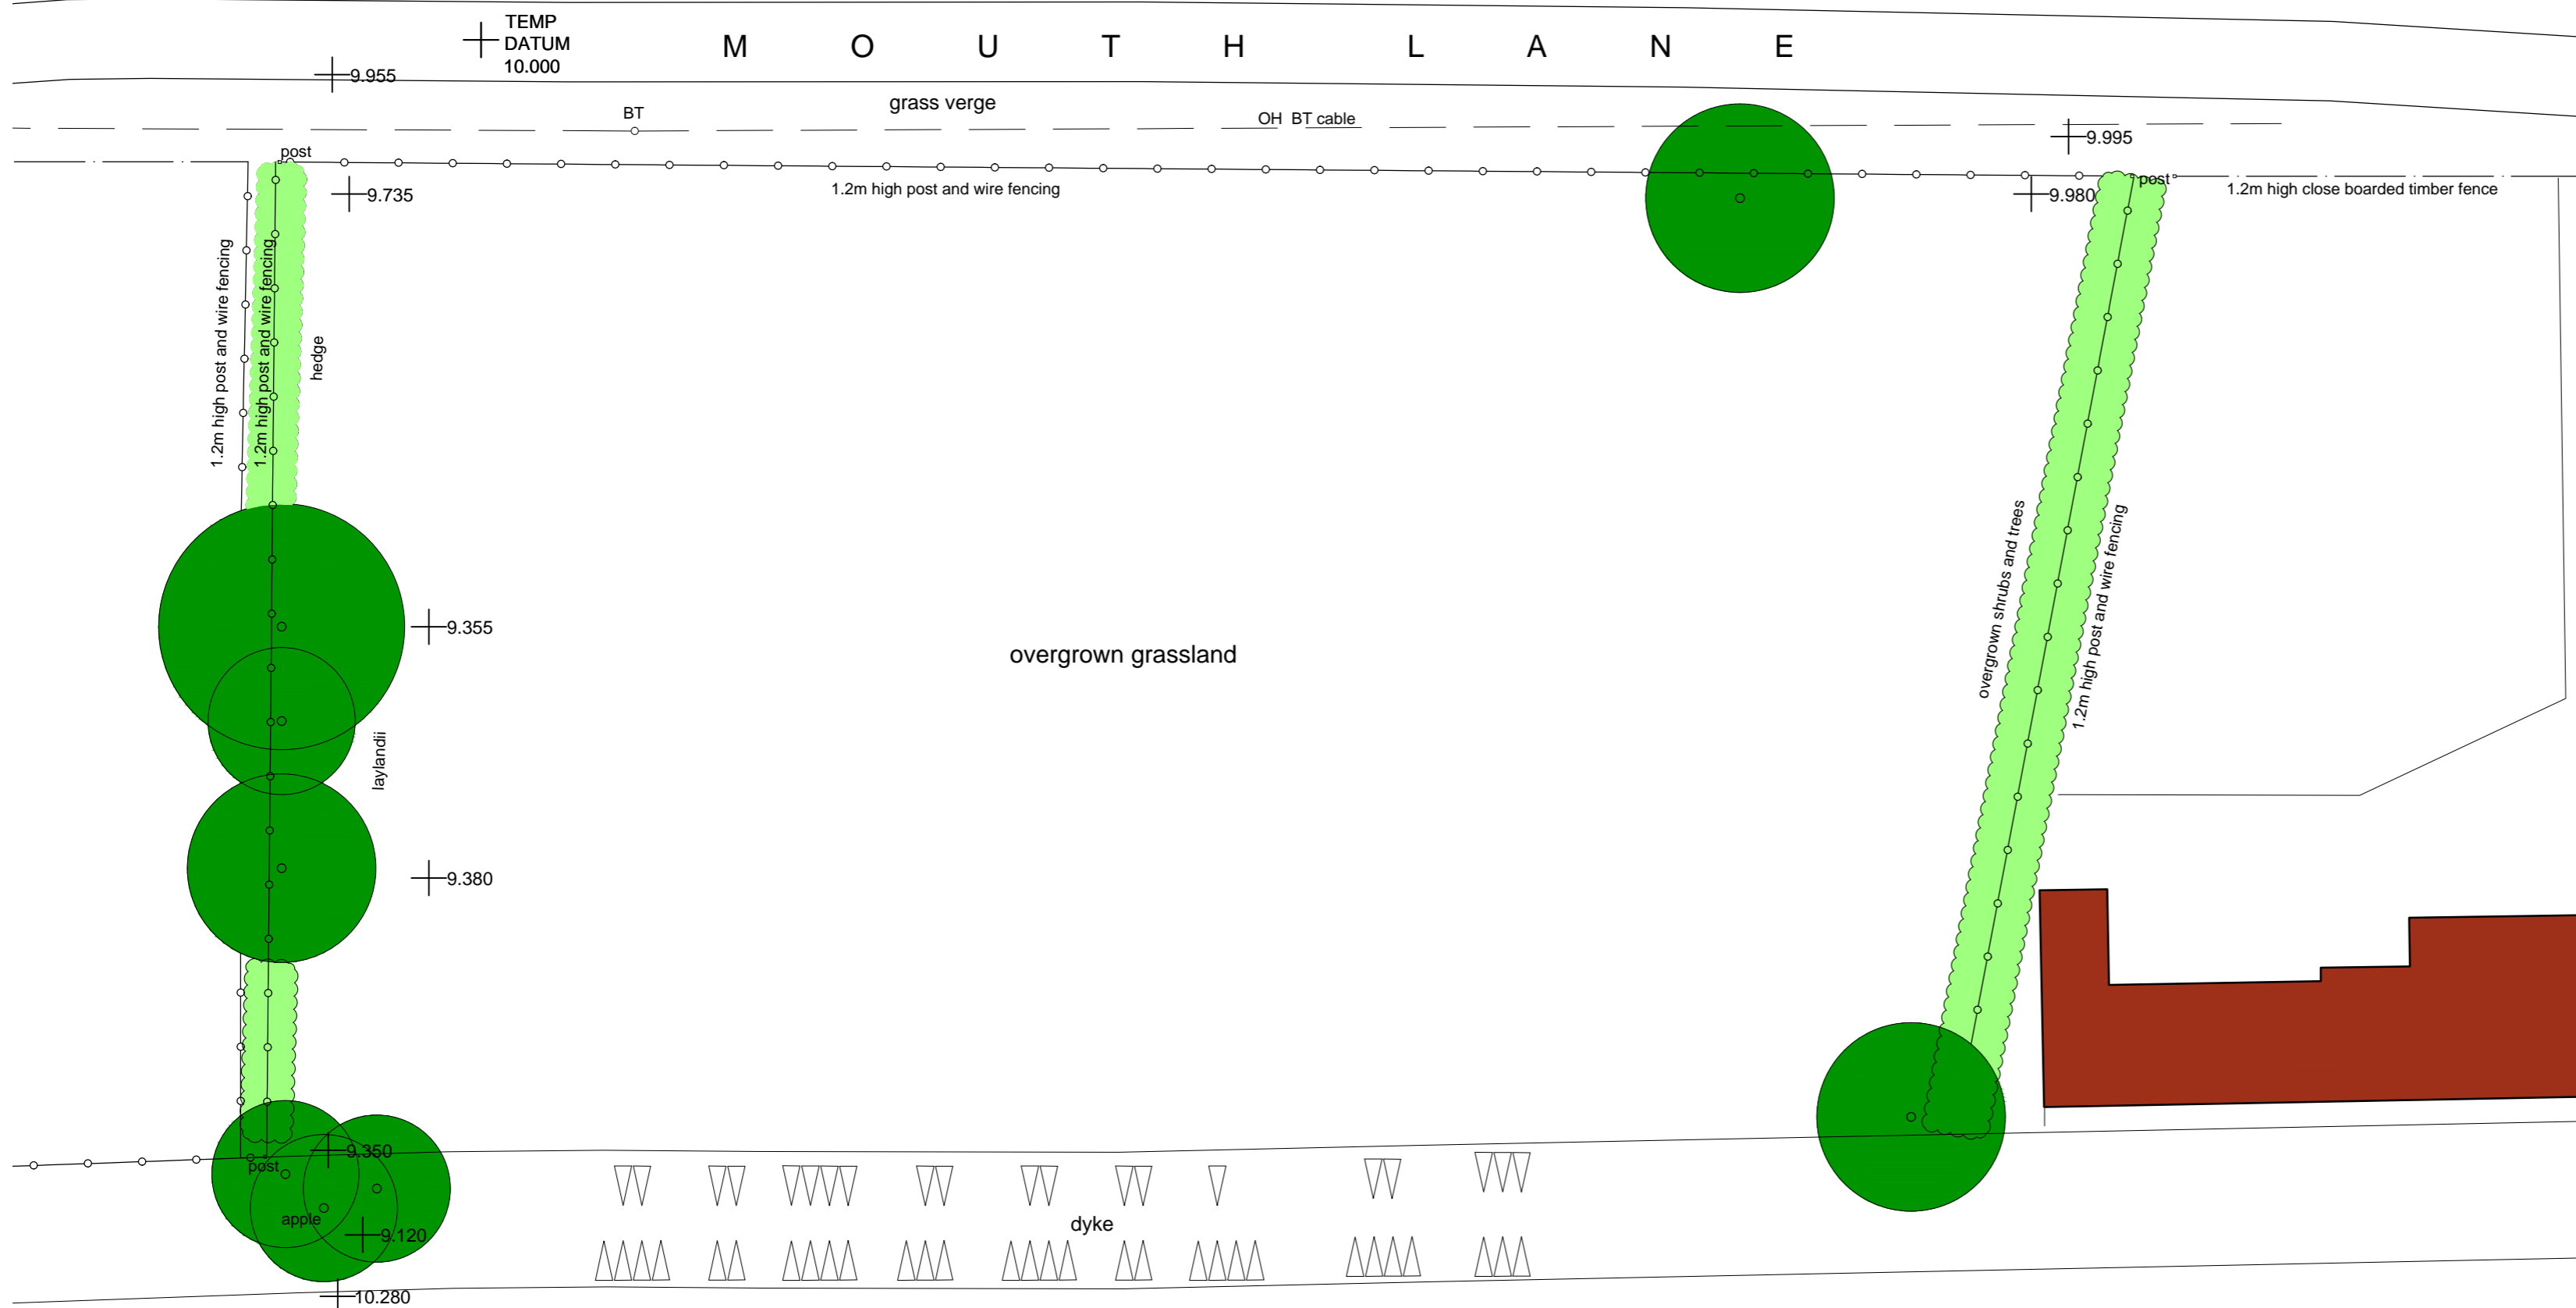 TEMP
DATUM
10.000
M O U T H   L A N E
9.955
grass verge
BT
OH BT cable
9.995
post
9.735
1.2m high post and wire fencing
9.980
post
1.2m high close boarded timber fence
1.2m high post and wire fencing
1.2m high post and wire fencing
hedge
overgrown shrubs and trees
1.2m high post and wire fencing
9.355
overgrown grassland
laylandii
9.380
9.350
post
apple
9.120
dyke
10.280